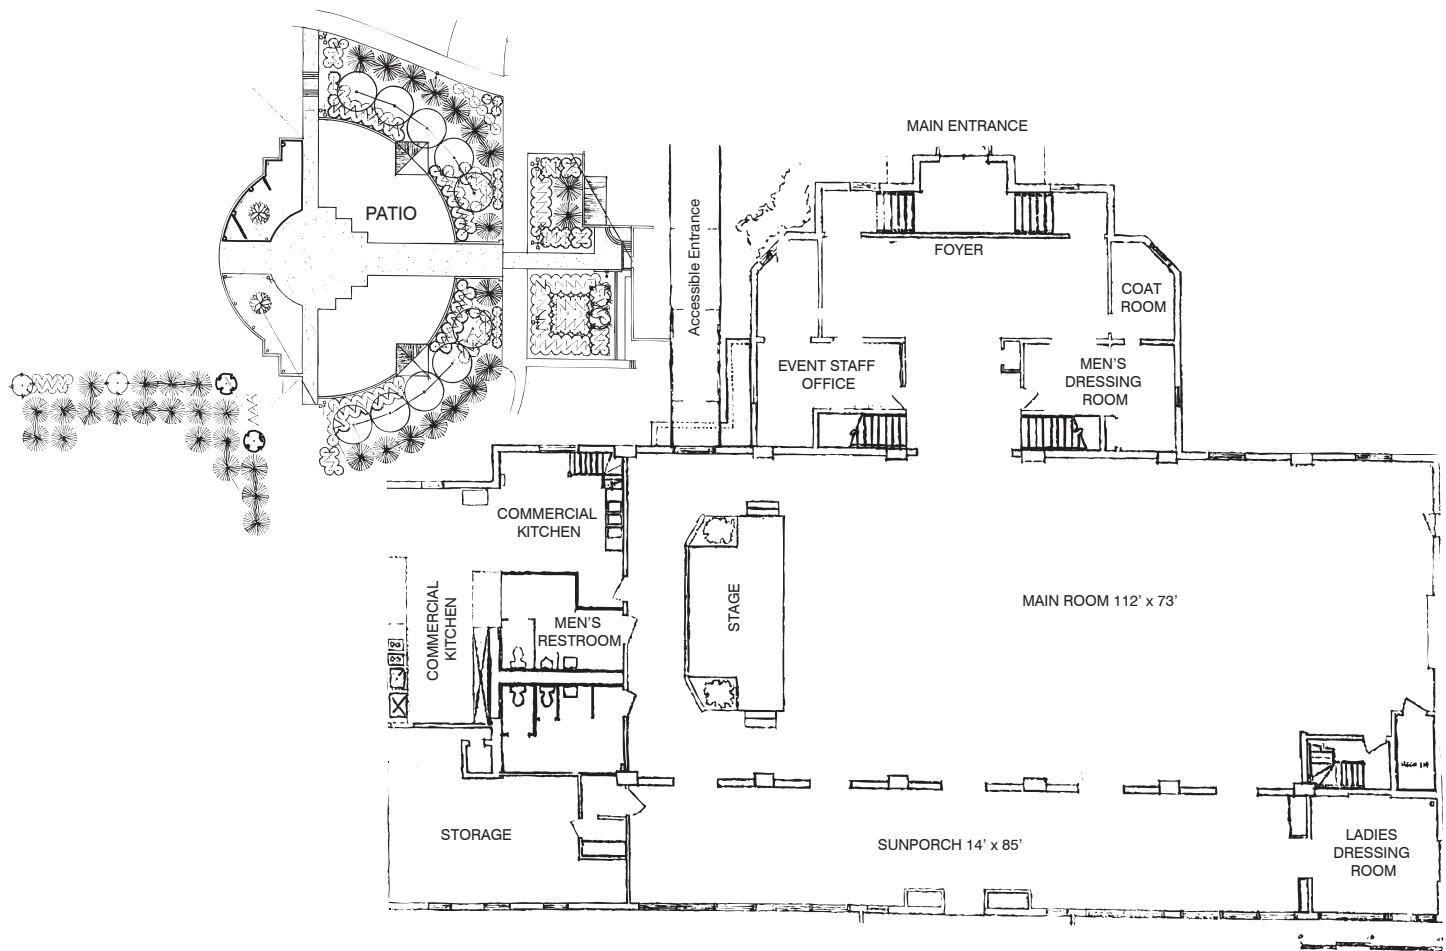 MAIN ENTRANCE
PATIO
Accessible Entrance
FOYER
COAT
ROOM
EVENT STAFF
OFFICE
MEN'S
DRESSING
ROOM
COMMERCIAL
KITCHEN
COMMERCIAL
KITCHEN
MEN'S
RESTROOM
STAGE
MAIN ROOM 112' x 73'
STORAGE
SUNPORCH 14' x 85'
LADIES
DRESSING
ROOM